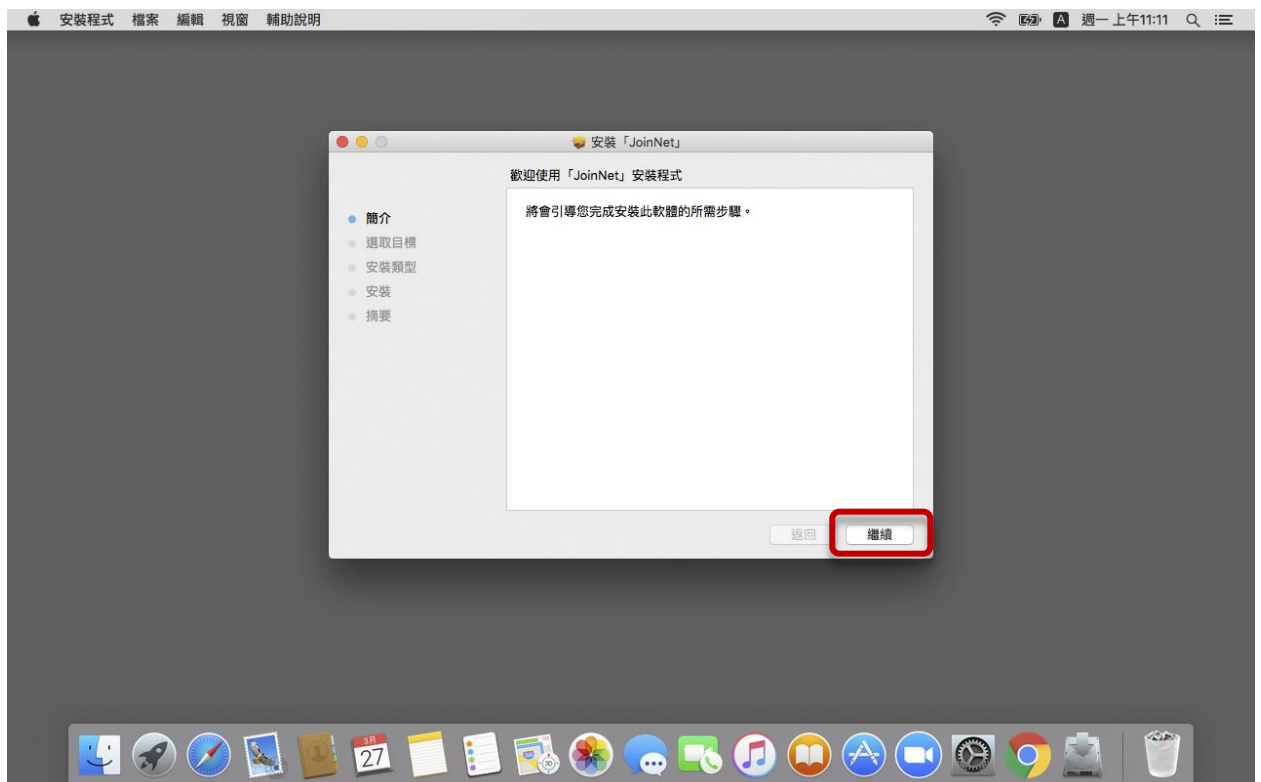 安裝程式 檔案 編輯 視窗 輔助說明 A 週一上午11:11
安裝「JoinNet」
歡迎使用「JoinNet」安裝程式
將會引導您完成安裝此軟體的所需步驟。
簡介
選取目標
安裝類型
安裝
摘要
返回 繼續
3月
27